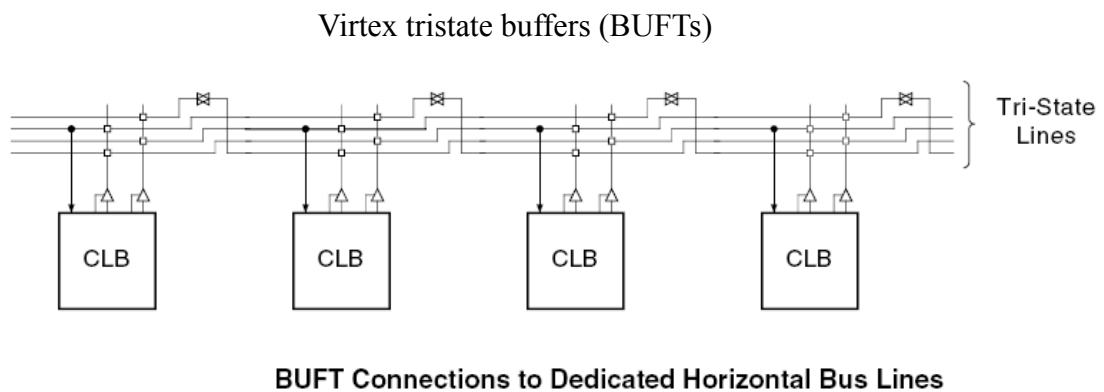 Virtex tristate buffers (BUFTs)
Tri-State
Lines
CLB
CLB
CLB
CLB
BUFT Connections to Dedicated Horizontal Bus Lines